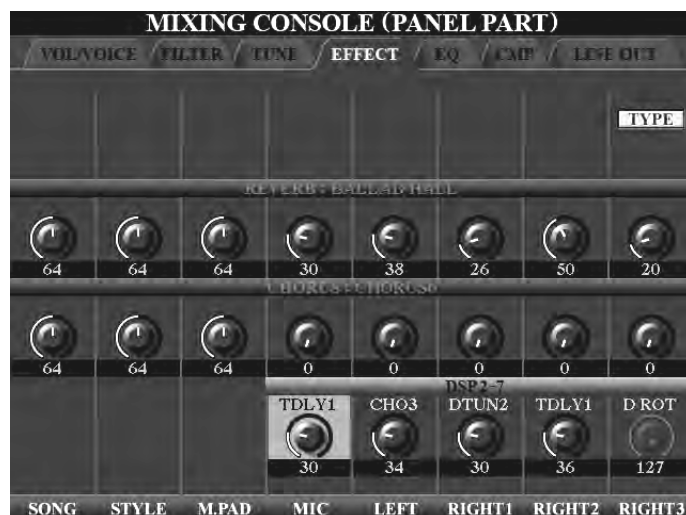 MIXING CONSOLE (PANEL PART)
VOL/VOICE FILTER TUNE EFFECT EQ CMP LINE OUT
TYPE
REVERB : BALLAD HALL
64 64 64 30 38 26 50 20
CHORUS : CHORUS6
64 64 64 0 0 0 0 0
DSP 2-7
TDLY1 CHO3 DTUN2 TDLY1 D ROT
30 34 30 36 127
SONG STYLE M.PAD MIC LEFT RIGHT1 RIGHT2 RIGHT3